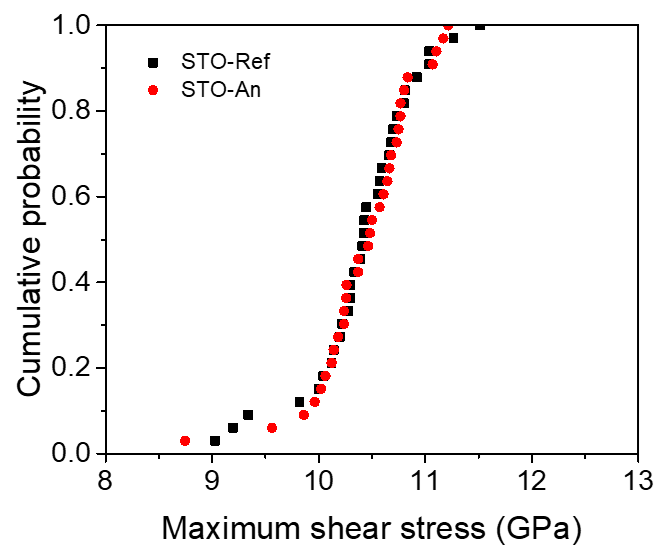 1.0
0.8
0.6
0.4
0.2
0.0
Cumulative probability
STO-Ref
STO-An
8 9 10 11 12 13
Maximum shear stress (GPa)